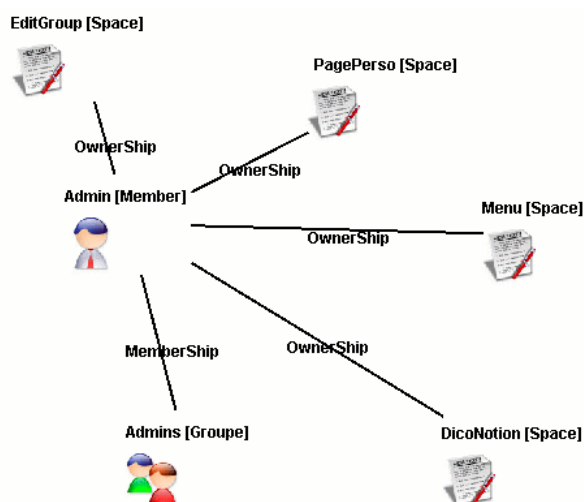 EditGroup [Space]
PagePerso [Space]
OwnerShip
OwnerShip
Admin [Member]
Menu [Space]
OwnerShip
MemberShip
OwnerShip
Admins [Groupe]
DicoNotion [Space]